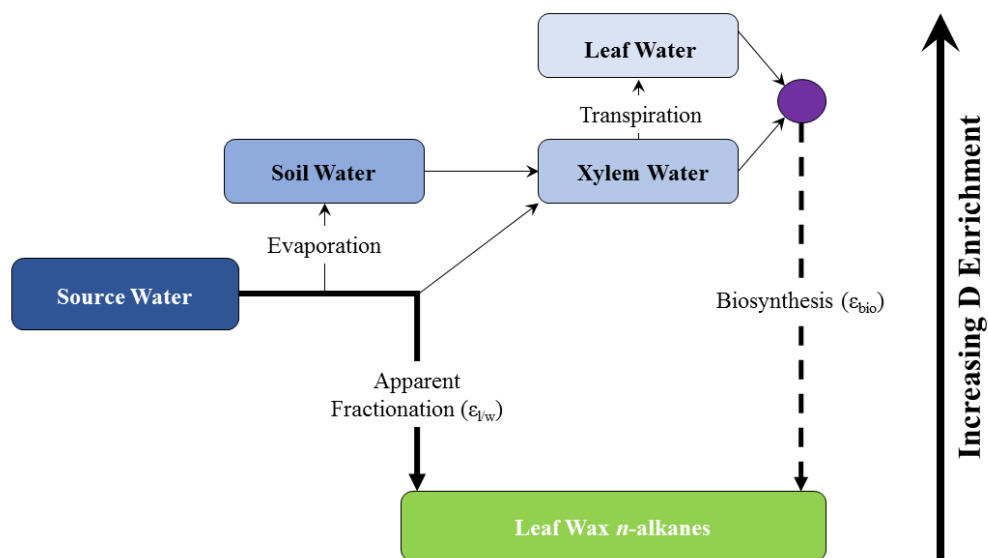 Leaf Water
Transpiration
Soil Water
Xylem Water
Evaporation
Source Water
Biosynthesis (εbio)
Apparent
Fractionation (εl/w)
Leaf Wax n-alkanes
Increasing D Enrichment